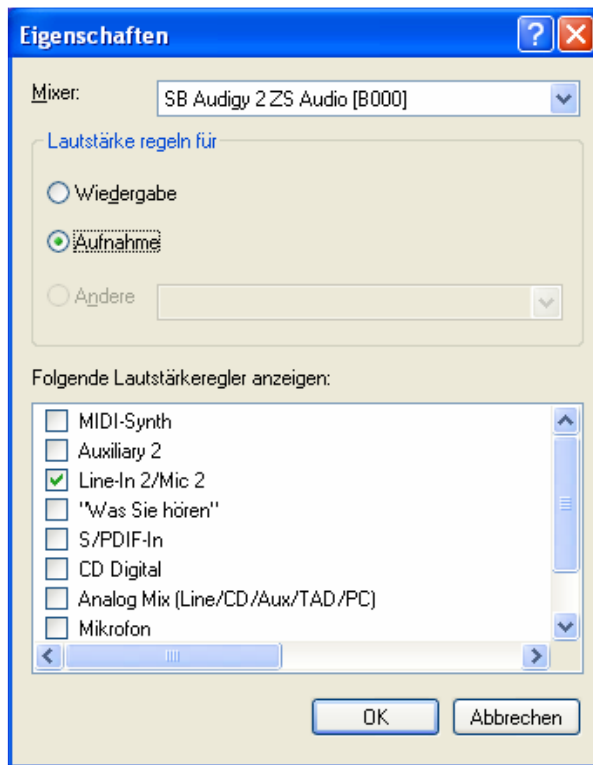 Eigenschaften
Mixer: SB Audigy 2 ZS Audio [B000]
Lautstärke regeln für
Wiedergabe
Aufnahme
Andere
Folgende Lautstärkeregler anzeigen:
MIDI-Synth
Auxiliary 2
Line-In 2/Mic 2
"Was Sie hören"
S/PDIF-In
CD Digital
Analog Mix (Line/CD/Aux/TAD/PC)
Mikrofon
OK Abbrechen